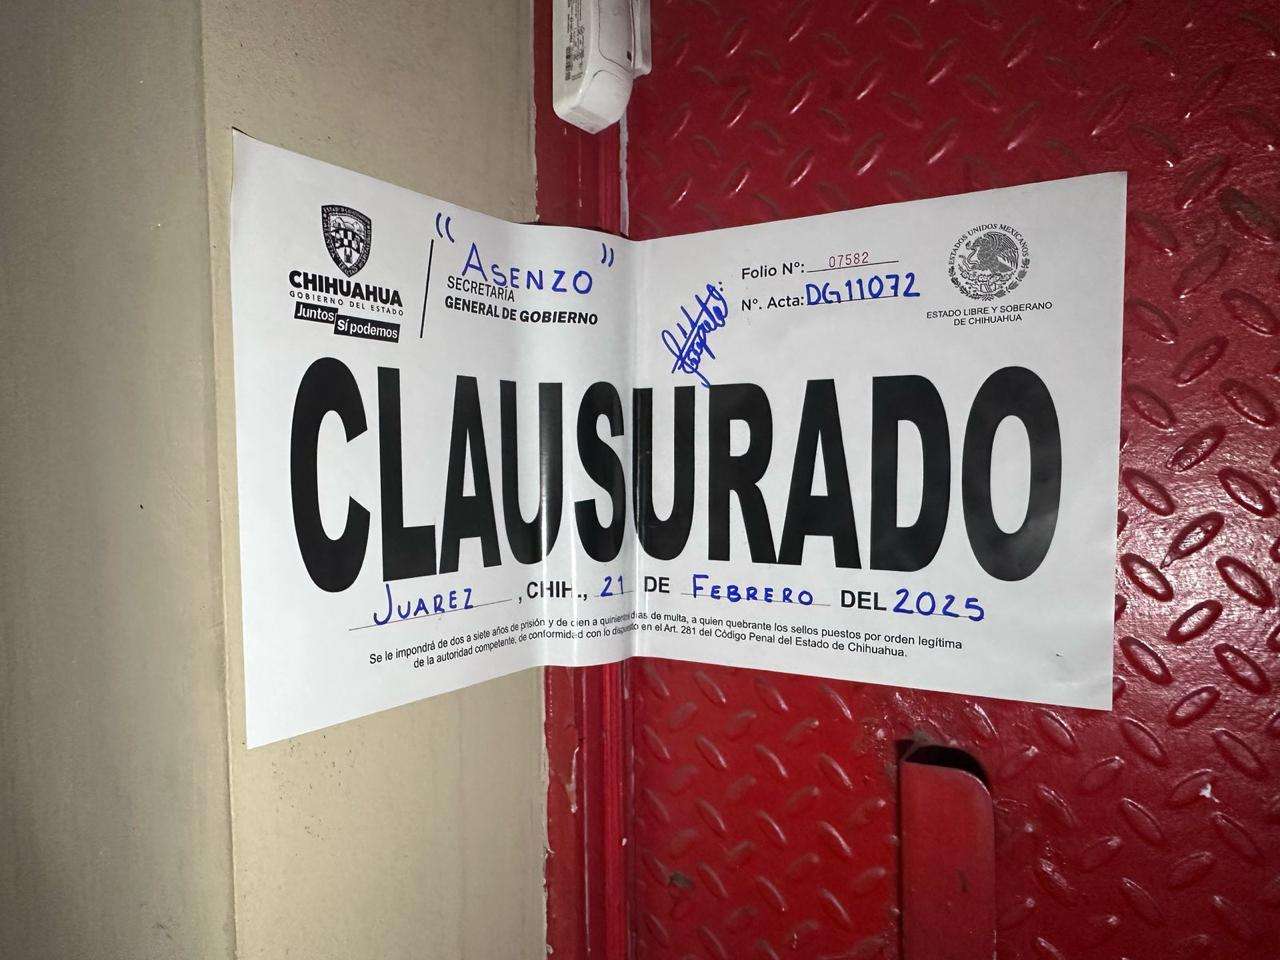 "ASENZO"
CHIHUAHUA
GOBIERNO DEL ESTADO
Juntos Sí podemos
SECRETARÍA
GENERAL DE GOBIERNO
Folio N°: 07582
N°. Acta: DG11072
ESTADOS UNIDOS MEXICANOS
ESTADO LIBRE Y SOBERANO
DE CHIHUAHUA
CLAUSURADO
JUAREZ, CHIH., 21 DE FEBRERO DEL 2025
Se le impondrá de dos a siete años de prisión y de cien a quinientos días de multa, a quien quebrante los sellos puestos por orden legítima
de la autoridad competente, de conformidad con lo dispuesto en el Art. 281 del Código Penal del Estado de Chihuahua.